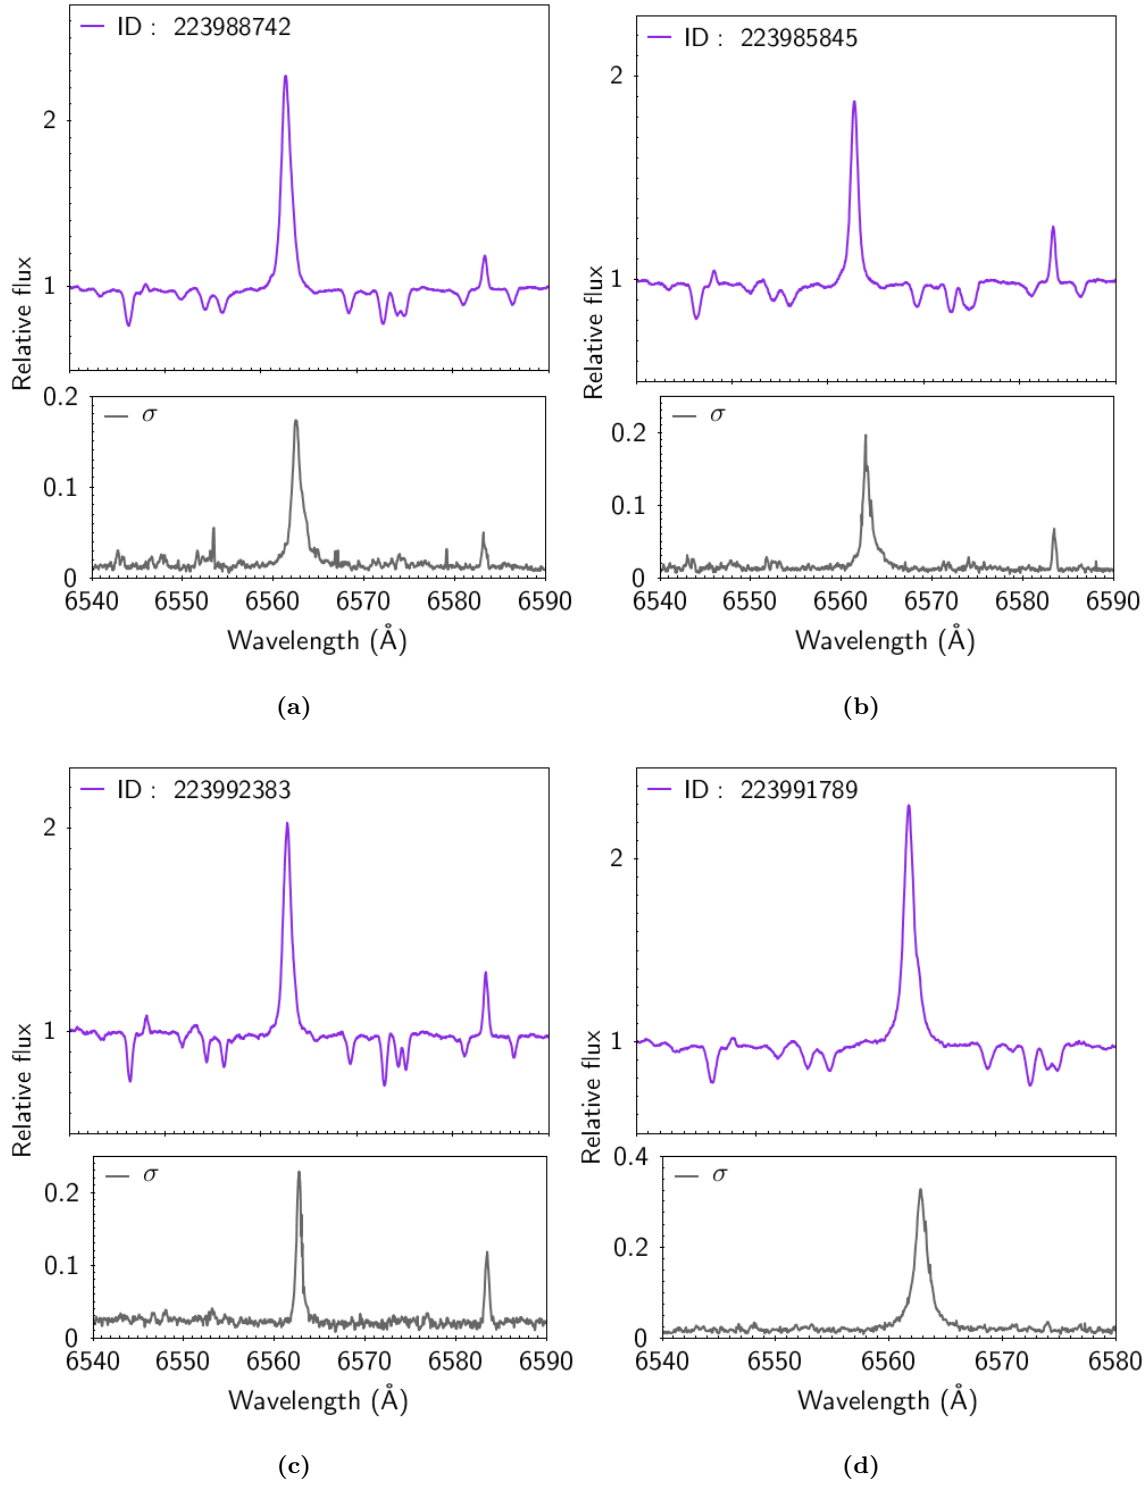 ID : 223988742
2
1
Relative flux
0.2
σ
0.1
0
6540 6550 6560 6570 6580 6590
Wavelength (Å)
(a)
ID : 223985845
2
1
Relative flux
σ
0.2
0.1
0
6540 6550 6560 6570 6580 6590
Wavelength (Å)
(b)
ID : 223992383
2
1
Relative flux
σ
0.2
0.1
0
6540 6550 6560 6570 6580 6590
Wavelength (Å)
(c)
ID : 223991789
2
1
Relative flux
0.4
σ
0.2
0
6540 6550 6560 6570 6580
Wavelength (Å)
(d)